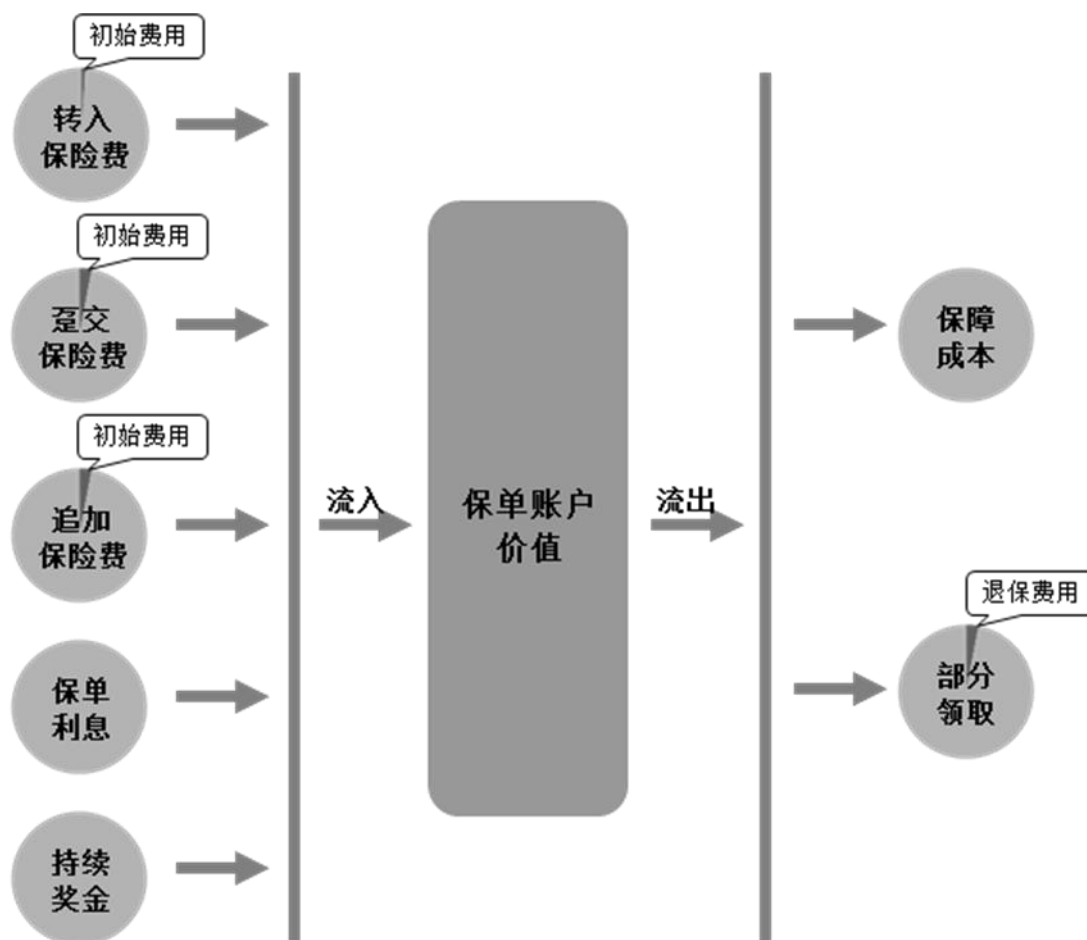 初始费用
转入
保险费
初始费用
趸交
保险费
初始费用
追加
保险费
保单
利息
持续
奖金
流入
保单账户
价值
流出
保障
成本
退保费用
部分
领取